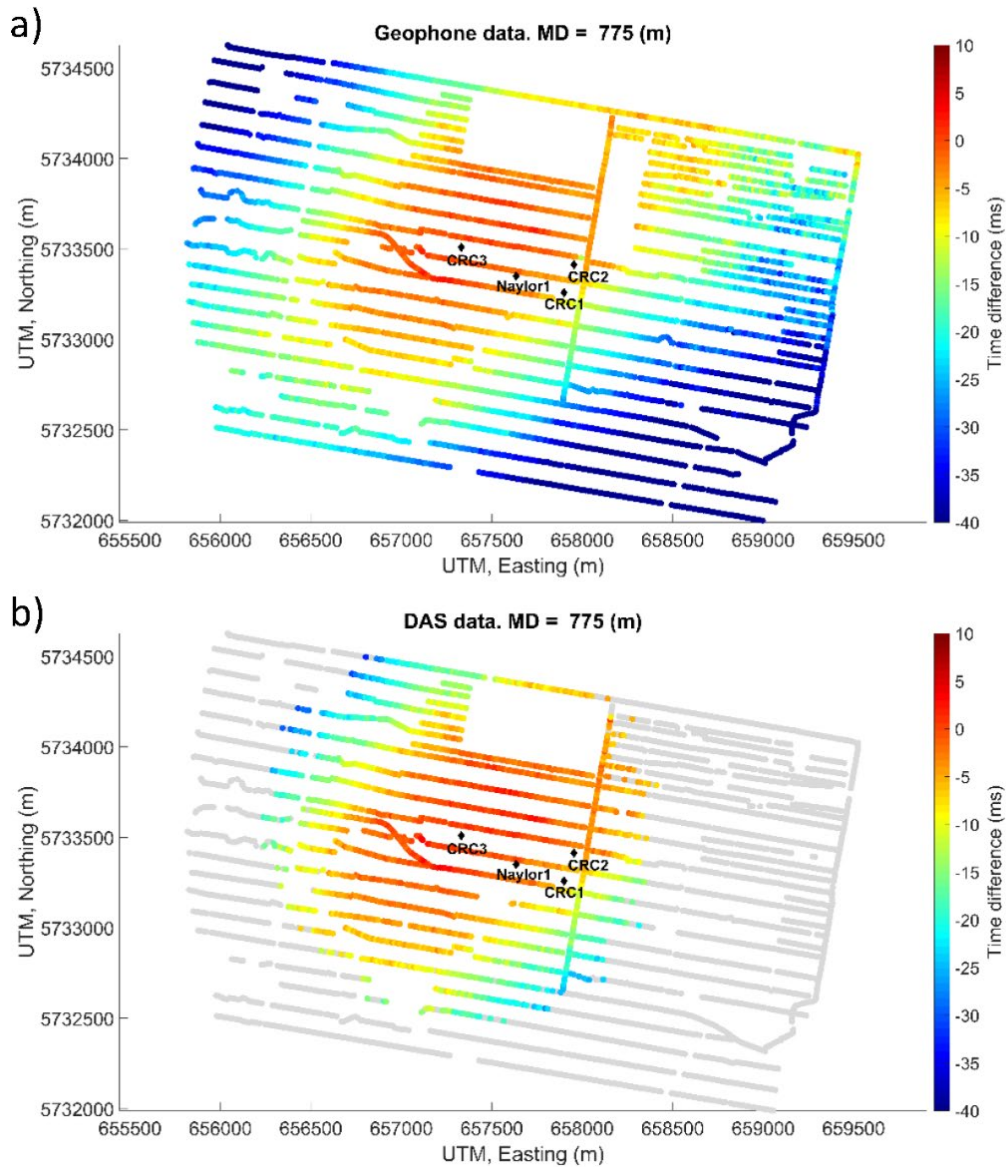 a)
Geophone data. MD = 775 (m)
UTM, Northing (m)
5734500
5734000
5733500
5733000
5732500
5732000
CRC3
CRC2
Naylor1
CRC1
655500 656000 656500 657000 657500 658000 658500 659000 659500
UTM, Easting (m)
10
5
0
-5
-10
-15
-20
-25
-30
-35
-40
Time difference (ms)
b)
DAS data. MD = 775 (m)
UTM, Northing (m)
5734500
5734000
5733500
5733000
5732500
5732000
CRC3
CRC2
Naylor1
CRC1
655500 656000 656500 657000 657500 658000 658500 659000 659500
UTM, Easting (m)
10
5
0
-5
-10
-15
-20
-25
-30
-35
-40
Time difference (ms)